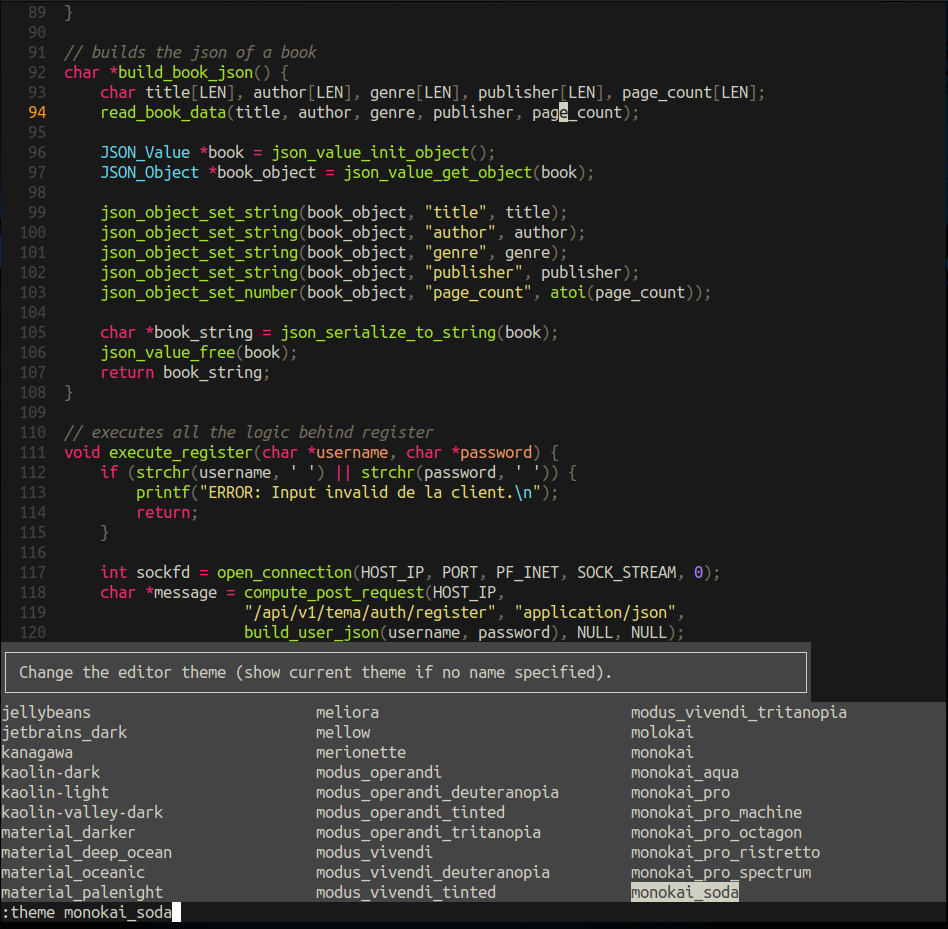 89 }
90
91 // builds the json of a book
92 char *build_book_json() {
93     char title[LEN], author[LEN], genre[LEN], publisher[LEN], page_count[LEN];
94     read_book_data(title, author, genre, publisher, page_count);
95
96     JSON_Value *book = json_value_init_object();
97     JSON_Object *book_object = json_value_get_object(book);
98
99     json_object_set_string(book_object, "title", title);
100     json_object_set_string(book_object, "author", author);
101     json_object_set_string(book_object, "genre", genre);
102     json_object_set_string(book_object, "publisher", publisher);
103     json_object_set_number(book_object, "page_count", atoi(page_count));
104
105     char *book_string = json_serialize_to_string(book);
106     json_value_free(book);
107     return book_string;
108 }
109
110 // executes all the logic behind register
111 void execute_register(char *username, char *password) {
112     if (strchr(username, ' ') || strchr(password, ' ')) {
113         printf("ERROR: Input invalid de la client.\n");
114         return;
115     }
116
117     int sockfd = open_connection(HOST_IP, PORT, PF_INET, SOCK_STREAM, 0);
118     char *message = compute_post_request(HOST_IP,
119                     "/api/v1/tema/auth/register", "application/json",
120                     build_user_json(username, password), NULL, NULL);
Change the editor theme (show current theme if no name specified).
jellybeans meliora modus_vivendi_tritanopia
jetbrains_dark mellow molokai
kanagawa merionette monokai
kaolin-dark modus_operandi monokai_aqua
kaolin-light modus_operandi_deuteranopia monokai_pro
kaolin-valley-dark modus_operandi_tinted monokai_pro_machine
material_darker modus_operandi_tritanopia monokai_pro_octagon
material_deep_ocean modus_vivendi monokai_pro_ristretto
material_oceanic modus_vivendi_deuteranopia monokai_pro_spectrum
material_palenight modus_vivendi_tinted monokai_soda
:theme monokai_soda